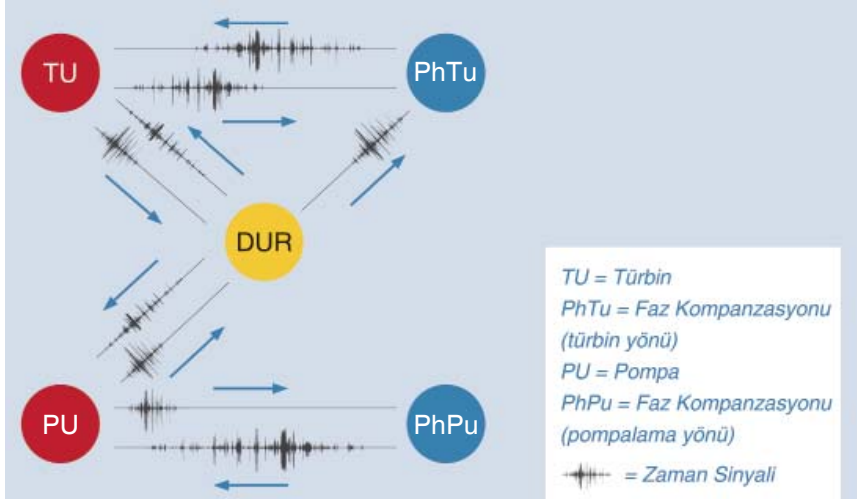 TU
PhTu
DUR
PU
PhPu
TU = Türbin
PhTu = Faz Kompanzasyonu
(türbin yönü)
PU = Pompa
PhPu = Faz Kompanzasyonu
(pompalama yönü)
= Zaman Sinyali